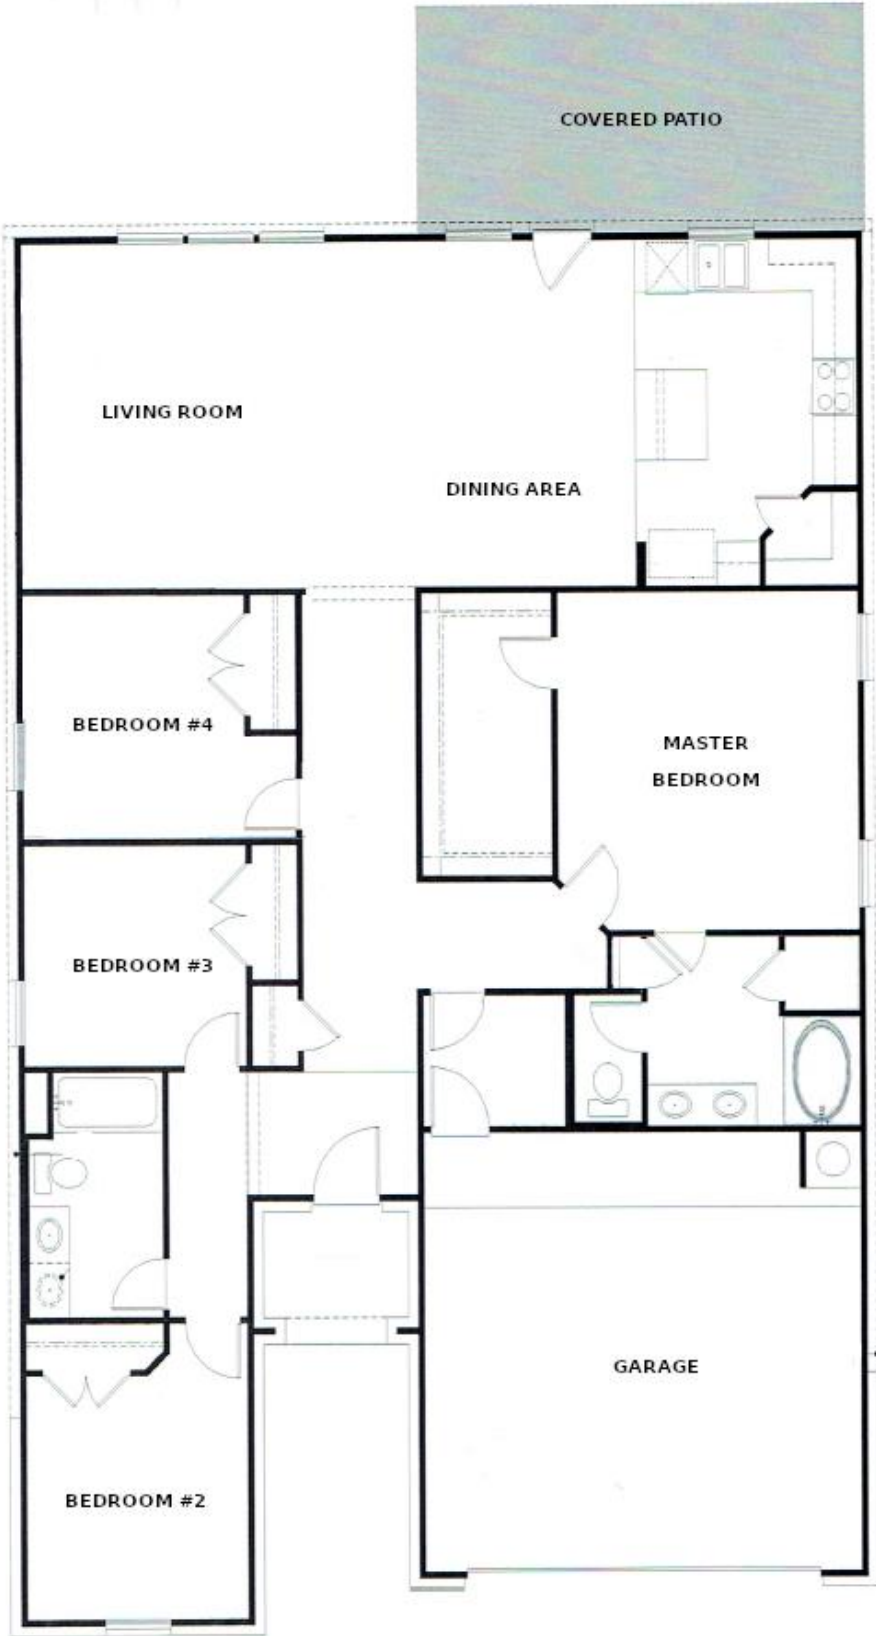 COVERED PATIO
LIVING ROOM
DINING AREA
BEDROOM #4
MASTER
BEDROOM
BEDROOM #3
GARAGE
BEDROOM #2